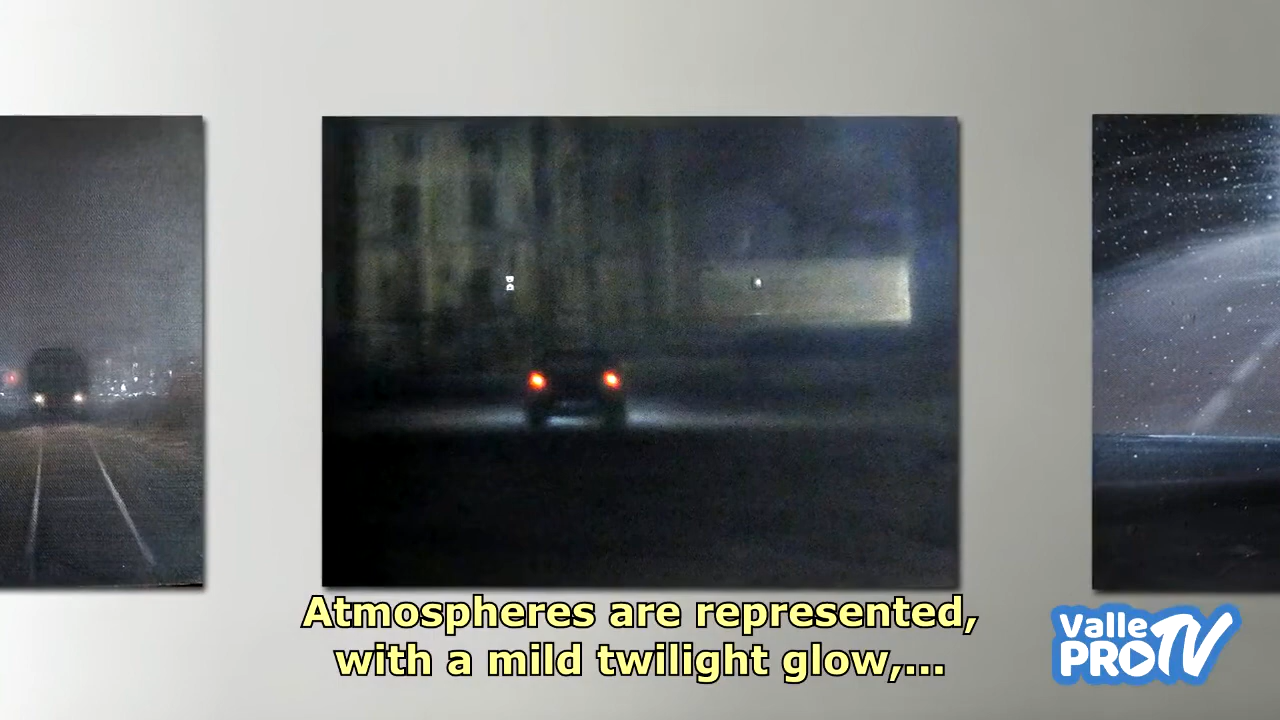 Atmospheres are represented,
with a mild twilight glow,...
Valle
PRO TV